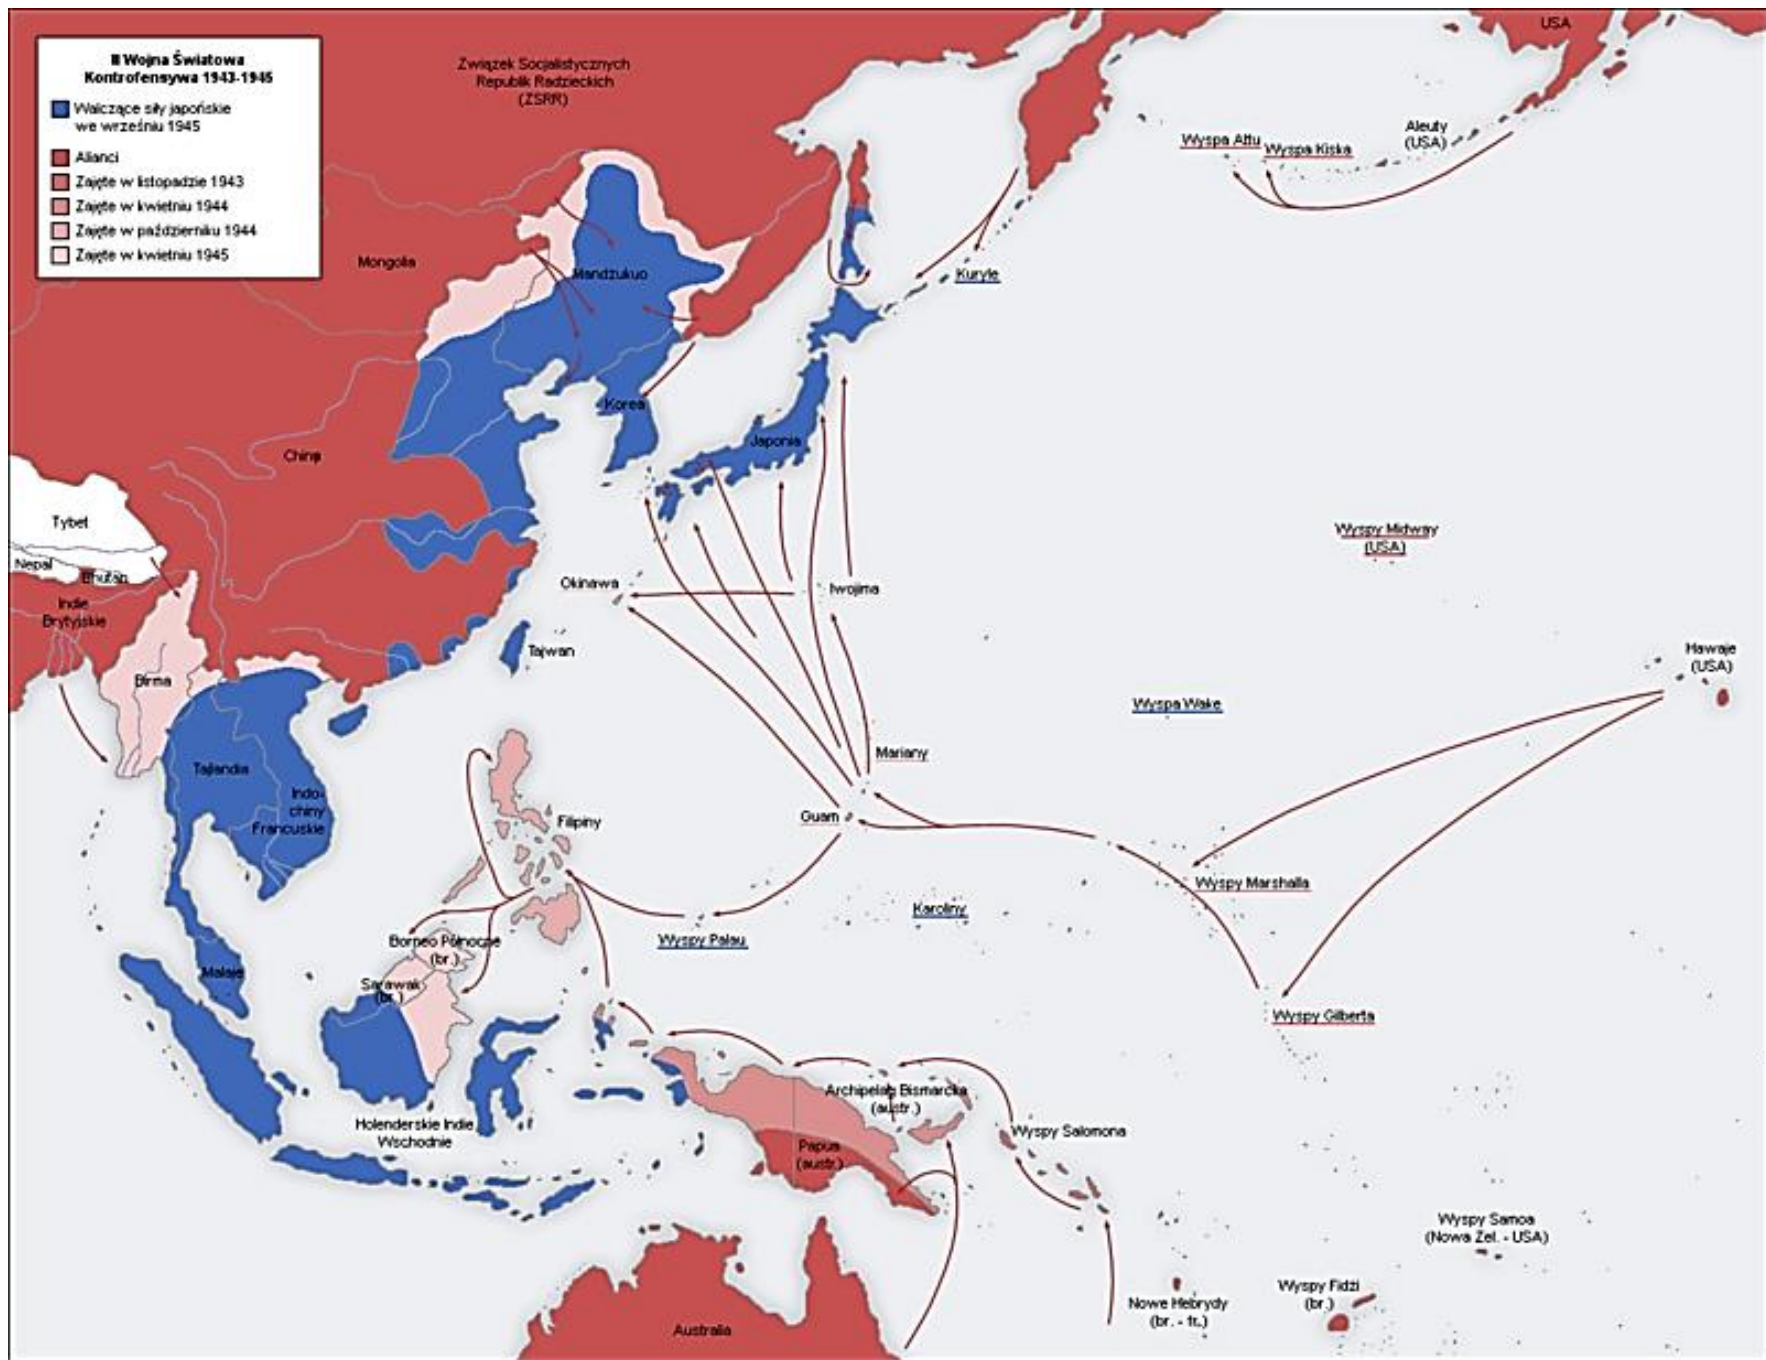 II Wojna Światowa
Kontrofensywa 1943-1945
Walczące siły japońskie
we wrześniu 1945
Alianci
Zajęte w listopadzie 1943
Zajęte w kwietniu 1944
Zajęte w październiku 1944
Zajęte w kwietniu 1945
Związek Socjalistycznych
Republik Radzieckich
(ZSRR)
USA
Wyspa Attu
Wyspa Kiska
Aleuty
(USA)
Mongolia
Mandżukuo
Kuryle
Korea
Japonia
Chiny
Tybet
Nepal
Bhutan
Indie
Brytyjskie
Birma
Okinawa
Iwojima
Tajwan
Wyspy Midway
(USA)
Hawaje
(USA)
Wyspa Wake
Mariany
Guam
Tajlandia
Indo-
chiny
Francuskie
Filipiny
Wyspy Marshalla
Karoliny
Wyspy Palau
Borneo Północne
(br.)
Malaje
Sarawak
(br.)
Wyspy Gilberta
Holenderskie Indie
Wschodnie
Archipelag Bismarcka
(austr.)
Papua
(austr.)
Wyspy Salomona
Wyspy Samoa
(Nowa Zel. - USA)
Wyspy Fidżi
(br.)
Nowe Hebrydy
(br. - fr.)
Australia